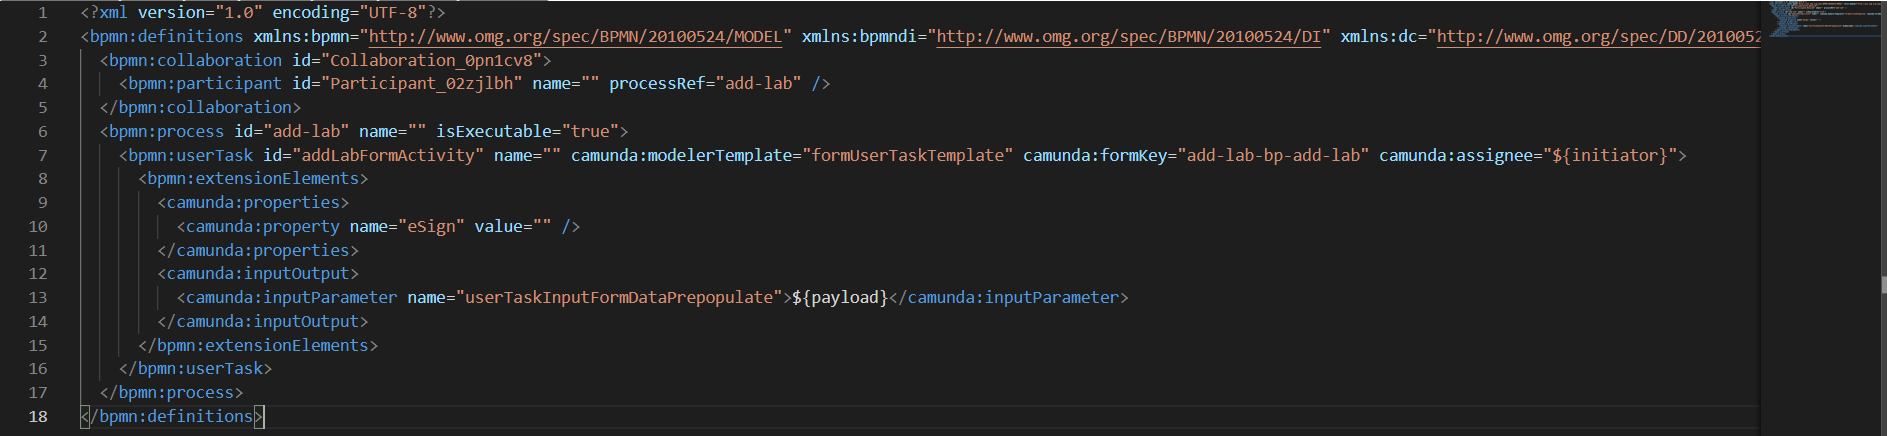 1 <?xml version="1.0" encoding="UTF-8"?>
2 <bpmn:definitions xmlns:bpmn="http://www.omg.org/spec/BPMN/20100524/MODEL" xmlns:bpmndi="http://www.omg.org/spec/BPMN/20100524/DI" xmlns:dc="http://www.omg.org/spec/DD/2010052
3 <bpmn:collaboration id="Collaboration_0pn1cv8">
4 <bpmn:participant id="Participant_02zjlbh" name="" processRef="add-lab" />
5 </bpmn:collaboration>
6 <bpmn:process id="add-lab" name="" isExecutable="true">
7 <bpmn:userTask id="addLabFormActivity" name="" camunda:modelerTemplate="formUserTaskTemplate" camunda:formKey="add-lab-bp-add-lab" camunda:assignee="${initiator}">
8 <bpmn:extensionElements>
9 <camunda:properties>
10 <camunda:property name="eSign" value="" />
11 </camunda:properties>
12 <camunda:inputOutput>
13 <camunda:inputParameter name="userTaskInputFormDataPrepopulate">${payload}</camunda:inputParameter>
14 </camunda:inputOutput>
15 </bpmn:extensionElements>
16 </bpmn:userTask>
17 </bpmn:process>
18 </bpmn:definitions>